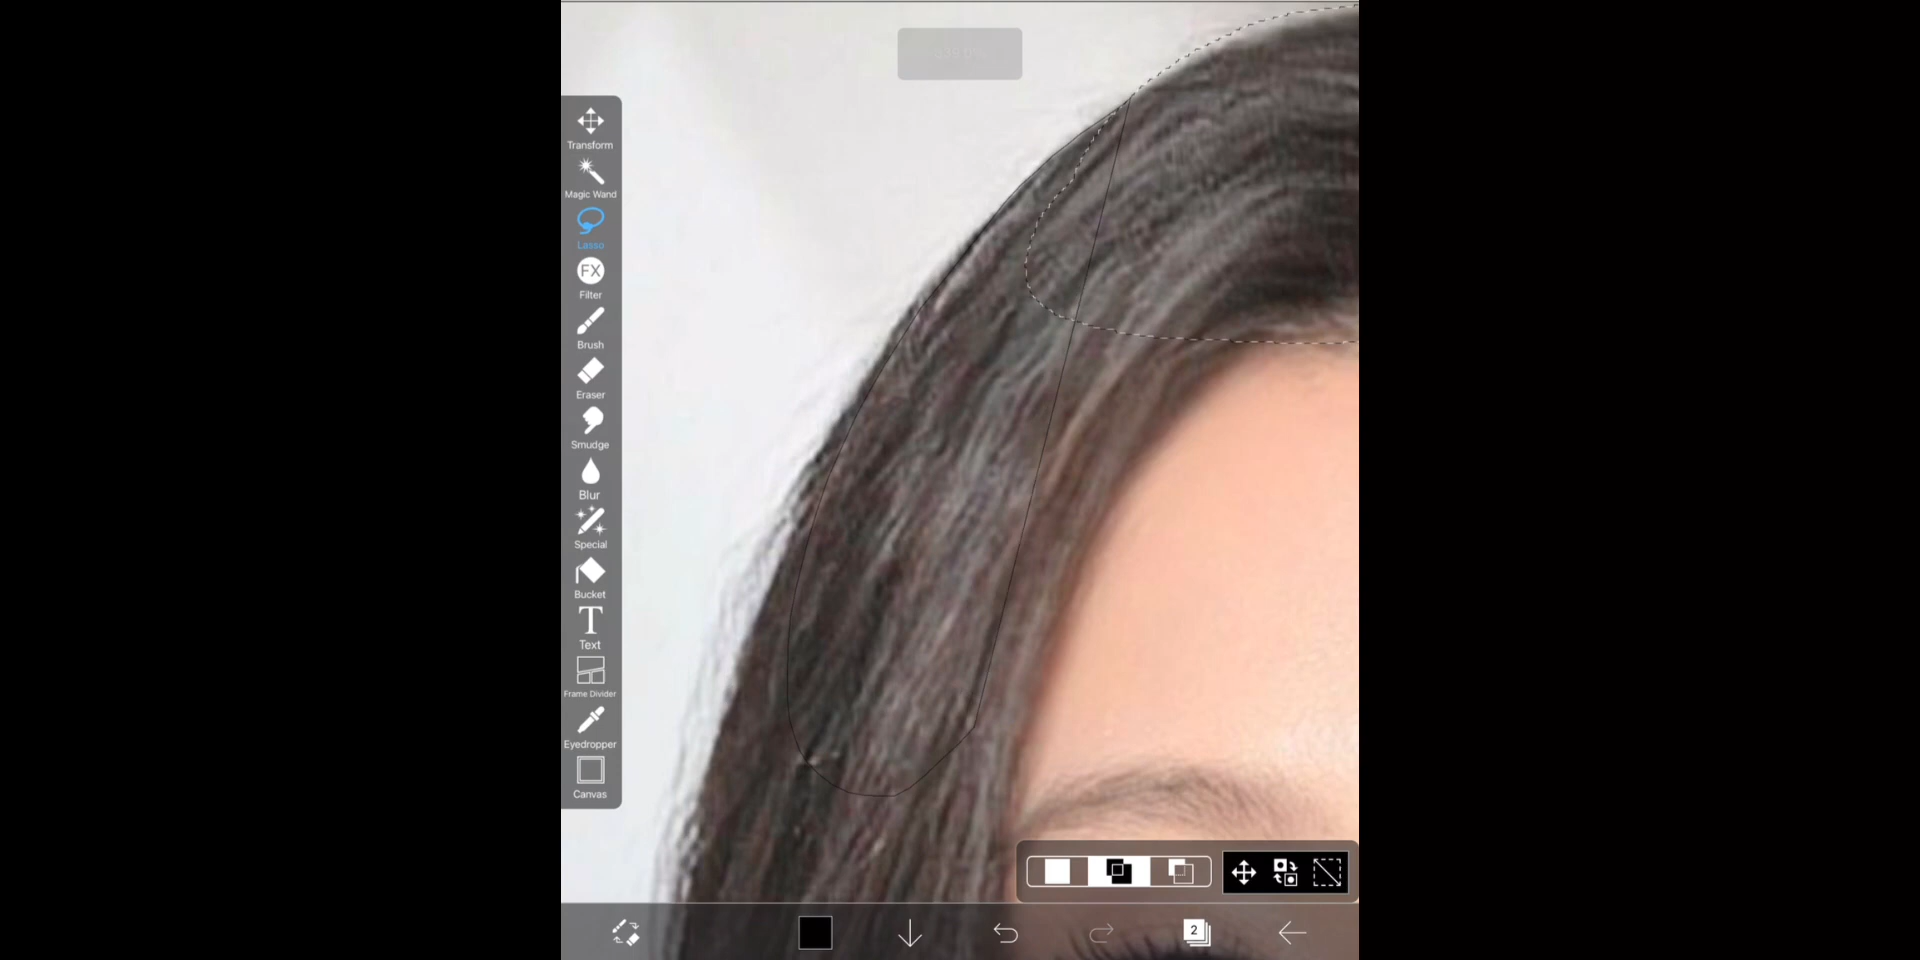 Transform
Magic Wand
Lasso
FX
Filter
Brush
Eraser
Smudge
Blur
Special
Bucket
T
Text
Frame Divider
Eyedropper
Canvas
2